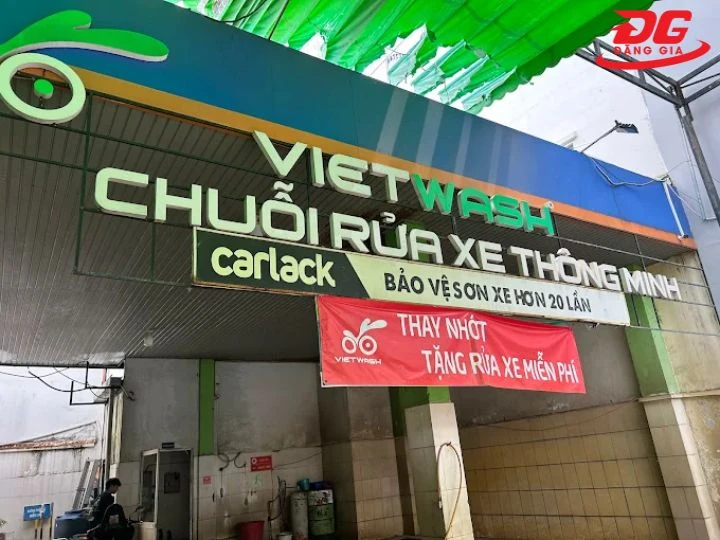 ĐG
ĐĂNG GIA
VIETWASH
CHUỖI RỬA XE THÔNG MINH
carlack
BẢO VỆ SƠN XE HƠN 20 LẦN
THAY NHỚT
VIETWASH
TẶNG RỬA XE MIỄN PHÍ